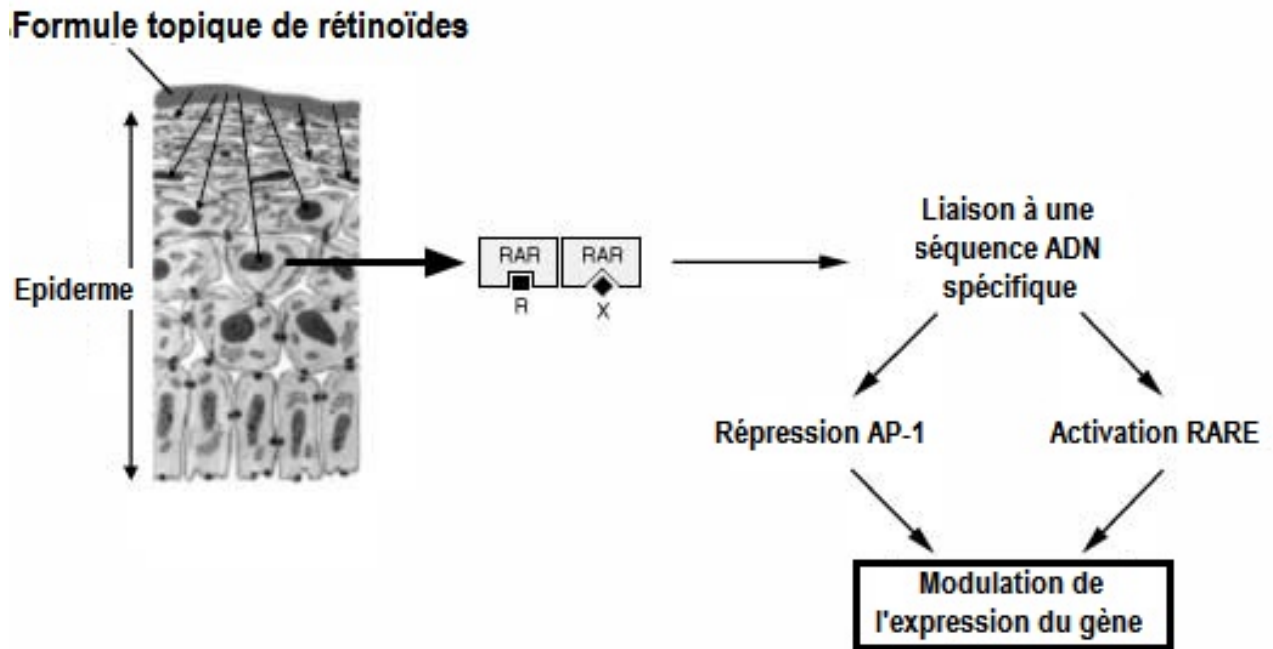 Formule topique de rétinoïdes
Epiderme
RAR
RAR
R
X
Liaison à une
séquence ADN
spécifique
Répression AP-1
Activation RARE
Modulation de
l'expression du gène